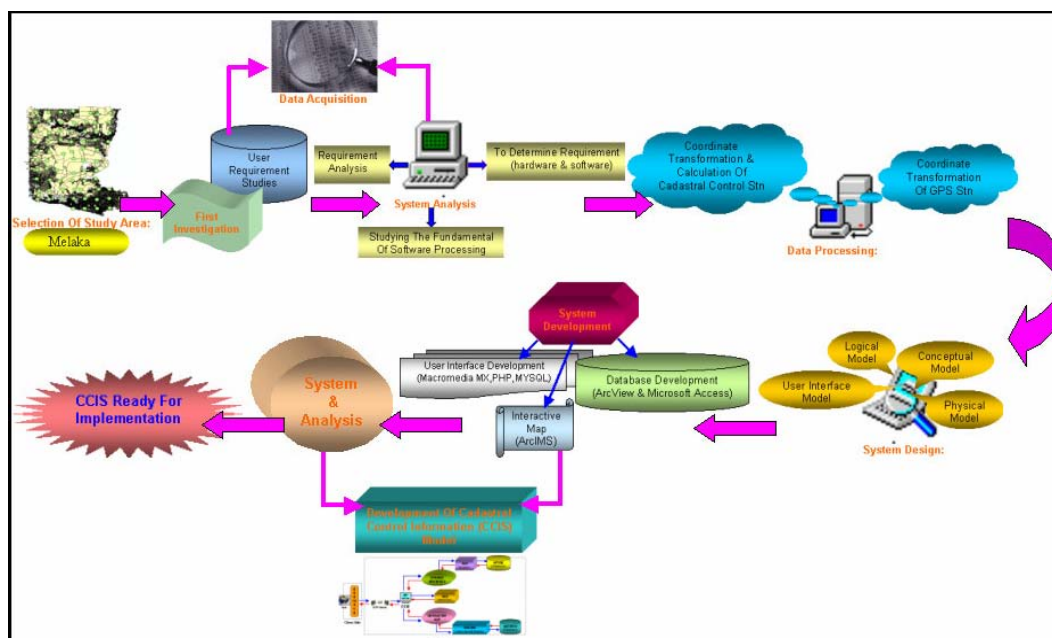 Data Acquisition
User
Requirement
Studies
First
Investigation
Selection Of Study Area:
Melaka
Requirement
Analysis
System Analysis
To Determine Requirement
(hardware & software)
Studying The Fundamental
Of Software Processing
Coordinate
Transformation &
Calculation Of
Cadastral Control Stn
Coordinate
Transformation
Of GPS Stn
Data Processing:
Logical
Model
Conceptual
Model
User Interface
Model
Physical
Model
System Design:
System
Development
User Interface Development
(Macromedia MX,PHP,MYSQL)
Database Development
(ArcView & Microsoft Access)
Interactive
Map
(ArcIMS)
System
&
Analysis
CCIS Ready For
Implementation
Development Of Cadastral
Control Information (CCIS)
Model